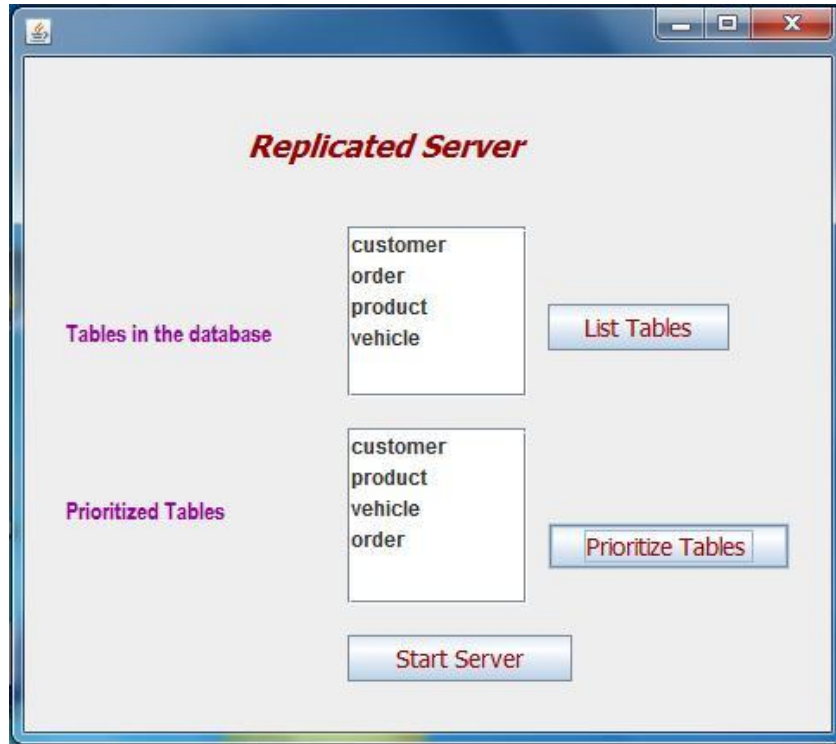 Replicated Server
Tables in the database
customer
order
product
vehicle
List Tables
Prioritized Tables
customer
product
vehicle
order
Prioritize Tables
Start Server